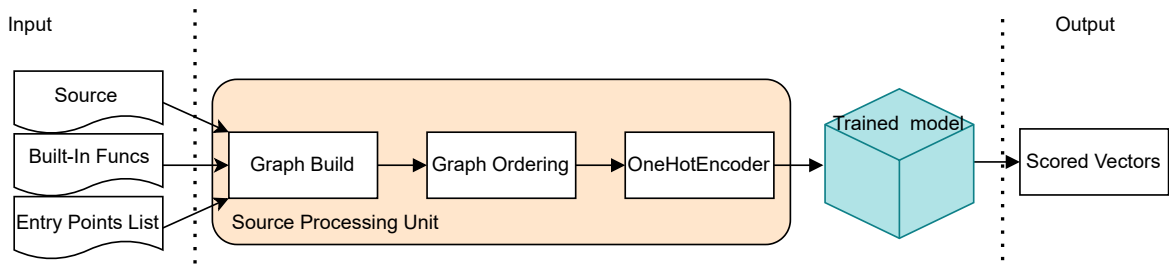 Input
Output
Source
Built-In Funcs
Entry Points List
Graph Build
Graph Ordering
OneHotEncoder
Source Processing Unit
Trained model
Scored Vectors